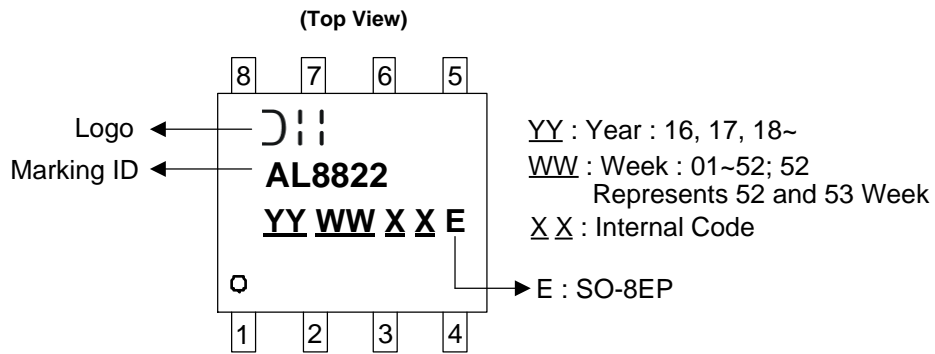 (Top View)
8 7 6 5
Logo
Marking ID
AL8822
YY WW X X E
YY : Year : 16, 17, 18~
WW : Week : 01~52; 52
Represents 52 and 53 Week
X X : Internal Code
E : SO-8EP
1 2 3 4